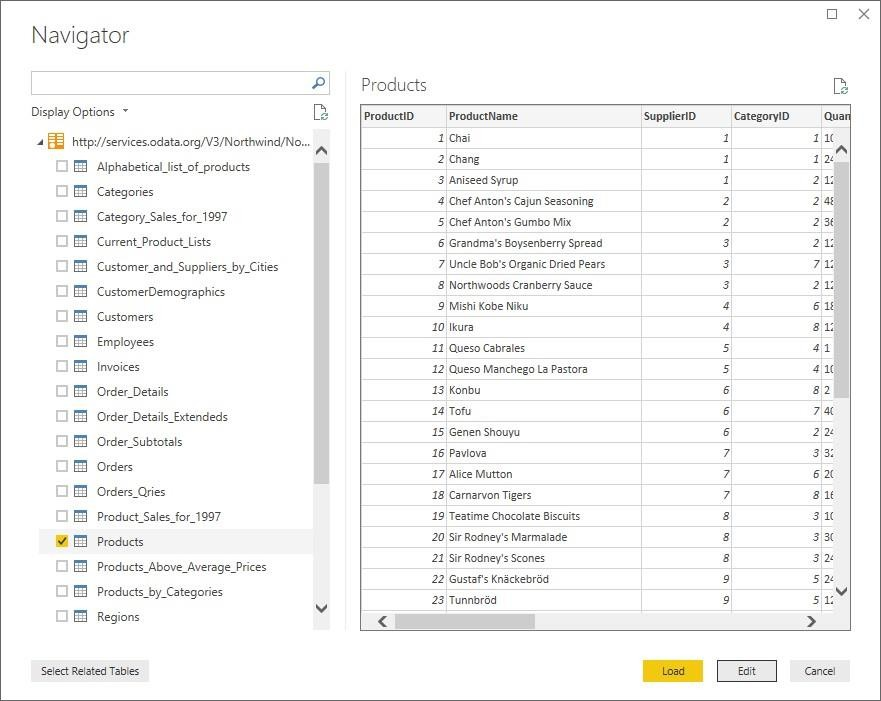 Navigator
Display Options
http://services.odata.org/V3/Northwind/No...
Alphabetical_list_of_products
Categories
Category_Sales_for_1997
Current_Product_Lists
Customer_and_Suppliers_by_Cities
CustomerDemographics
Customers
Employees
Invoices
Order_Details
Order_Details_Extendeds
Order_Subtotals
Orders
Orders_Qries
Product_Sales_for_1997
Products
Products_Above_Average_Prices
Products_by_Categories
Regions
Products
ProductID ProductName SupplierID CategoryID Quan
1 Chai 1 1 10
2 Chang 1 1 24
3 Aniseed Syrup 1 2 12
4 Chef Anton's Cajun Seasoning 2 2 48
5 Chef Anton's Gumbo Mix 2 2 36
6 Grandma's Boysenberry Spread 3 2 12
7 Uncle Bob's Organic Dried Pears 3 7 12
8 Northwoods Cranberry Sauce 3 2 12
9 Mishi Kobe Niku 4 6 18
10 Ikura 4 8 12
11 Queso Cabrales 5 4 1
12 Queso Manchego La Pastora 5 4 10
13 Konbu 6 8 2
14 Tofu 6 7 40
15 Genen Shouyu 6 2 24
16 Pavlova 7 3 32
17 Alice Mutton 7 6 20
18 Carnarvon Tigers 7 8 16
19 Teatime Chocolate Biscuits 8 3 10
20 Sir Rodney's Marmalade 8 3 30
21 Sir Rodney's Scones 8 3 24
22 Gustaf's Knäckebröd 9 5 24
23 Tunnbröd 9 5 12
Select Related Tables
Load
Edit
Cancel